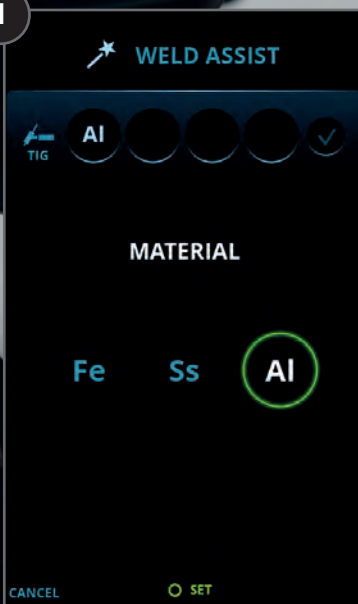 WELD ASSIST
Al
TIG
MATERIAL
Fe Ss Al
CANCEL SET